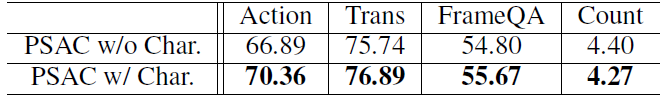 Action Trans FrameQA Count
PSAC w/o Char. 66.89 75.74 54.80 4.40
PSAC w/ Char. 70.36 76.89 55.67 4.27